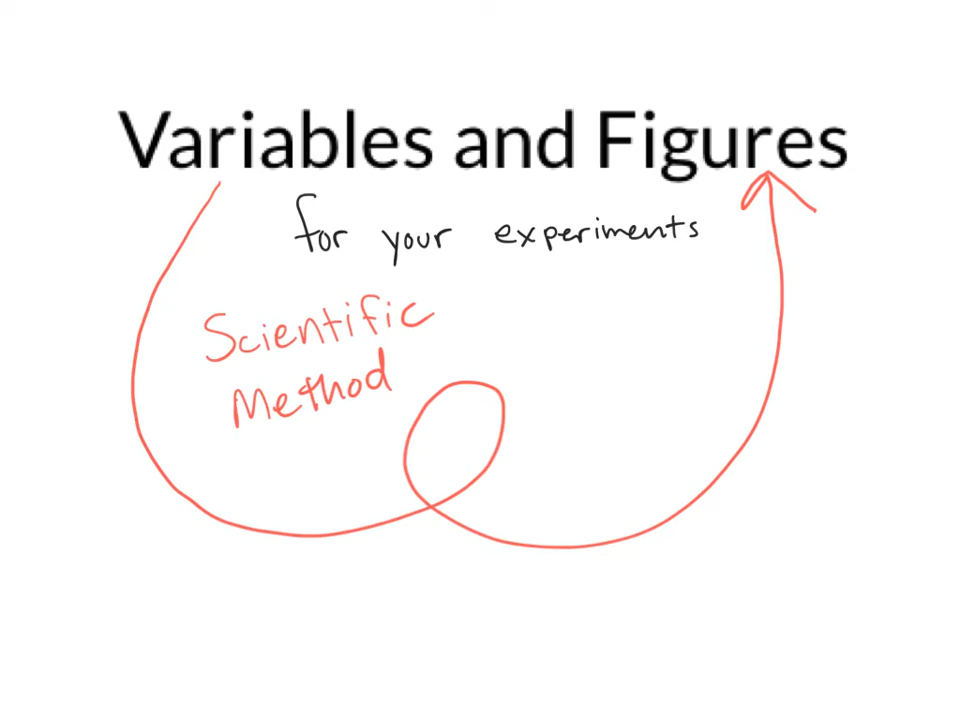 Variables and Figures
for your experiments
Scientific
Method